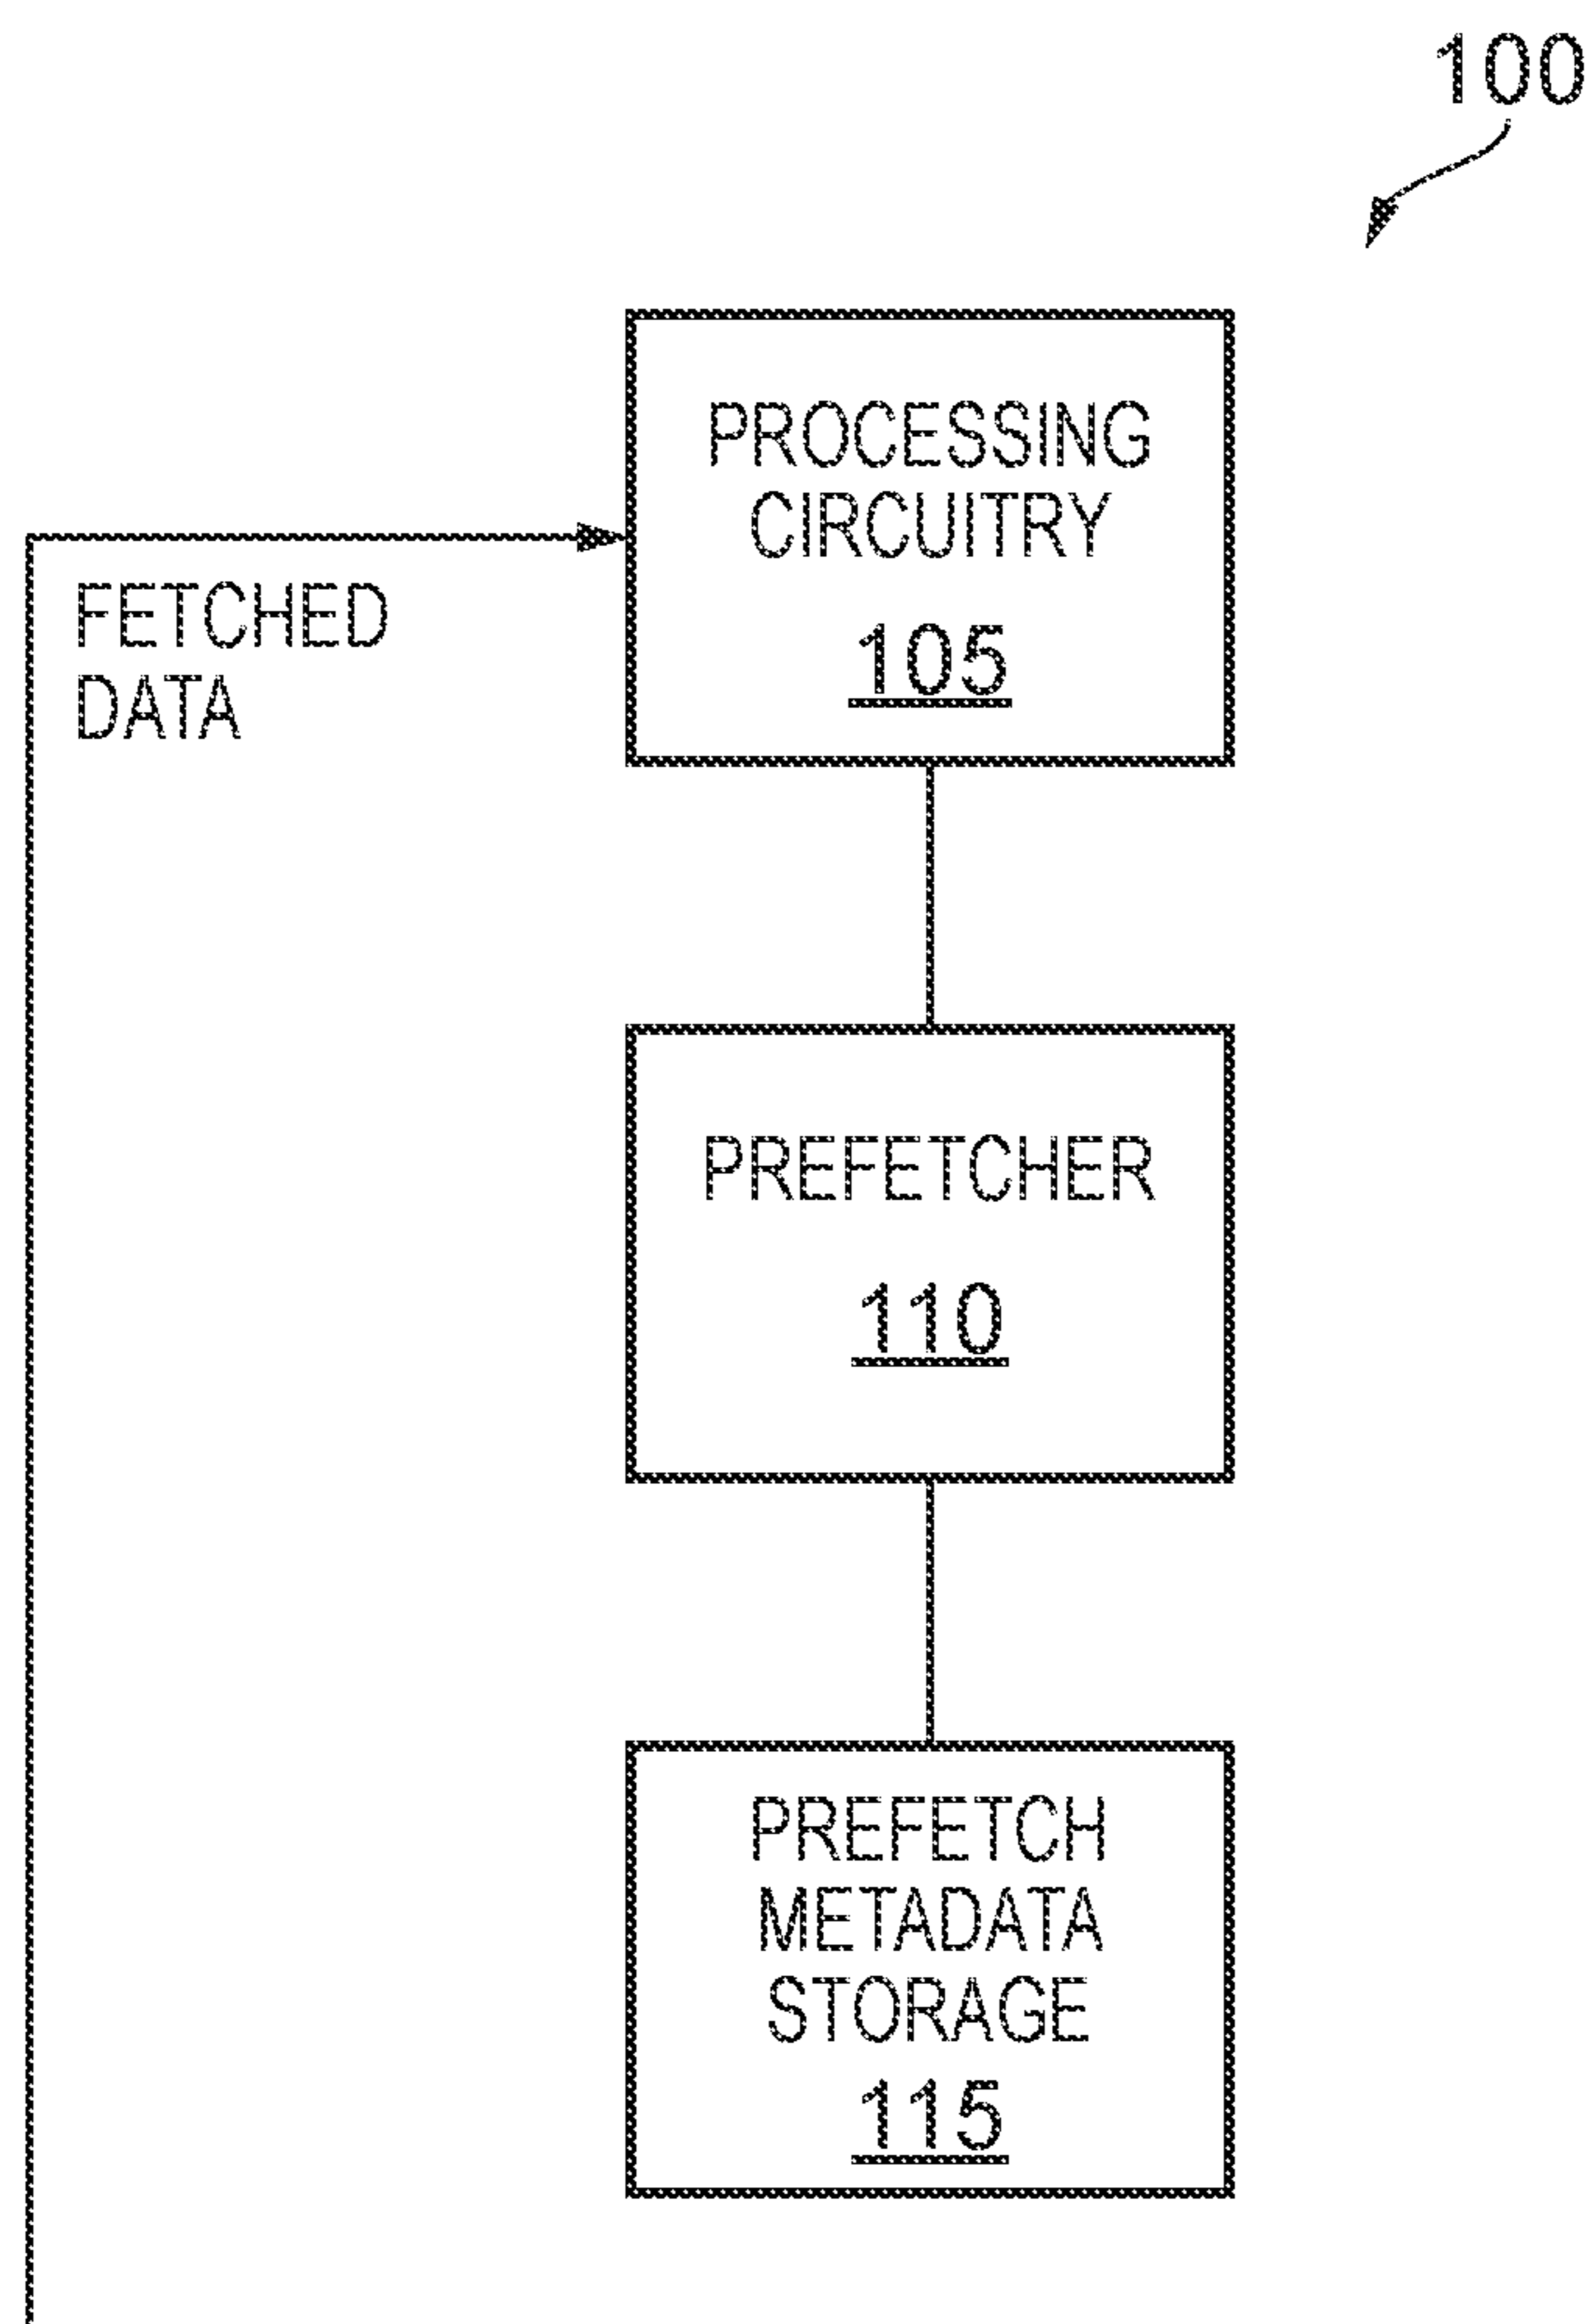 100
PROCESSING
CIRCUITRY
105
FETCHED
DATA
PREFETCHER
110
PREFETCH
METADATA
STORAGE
115